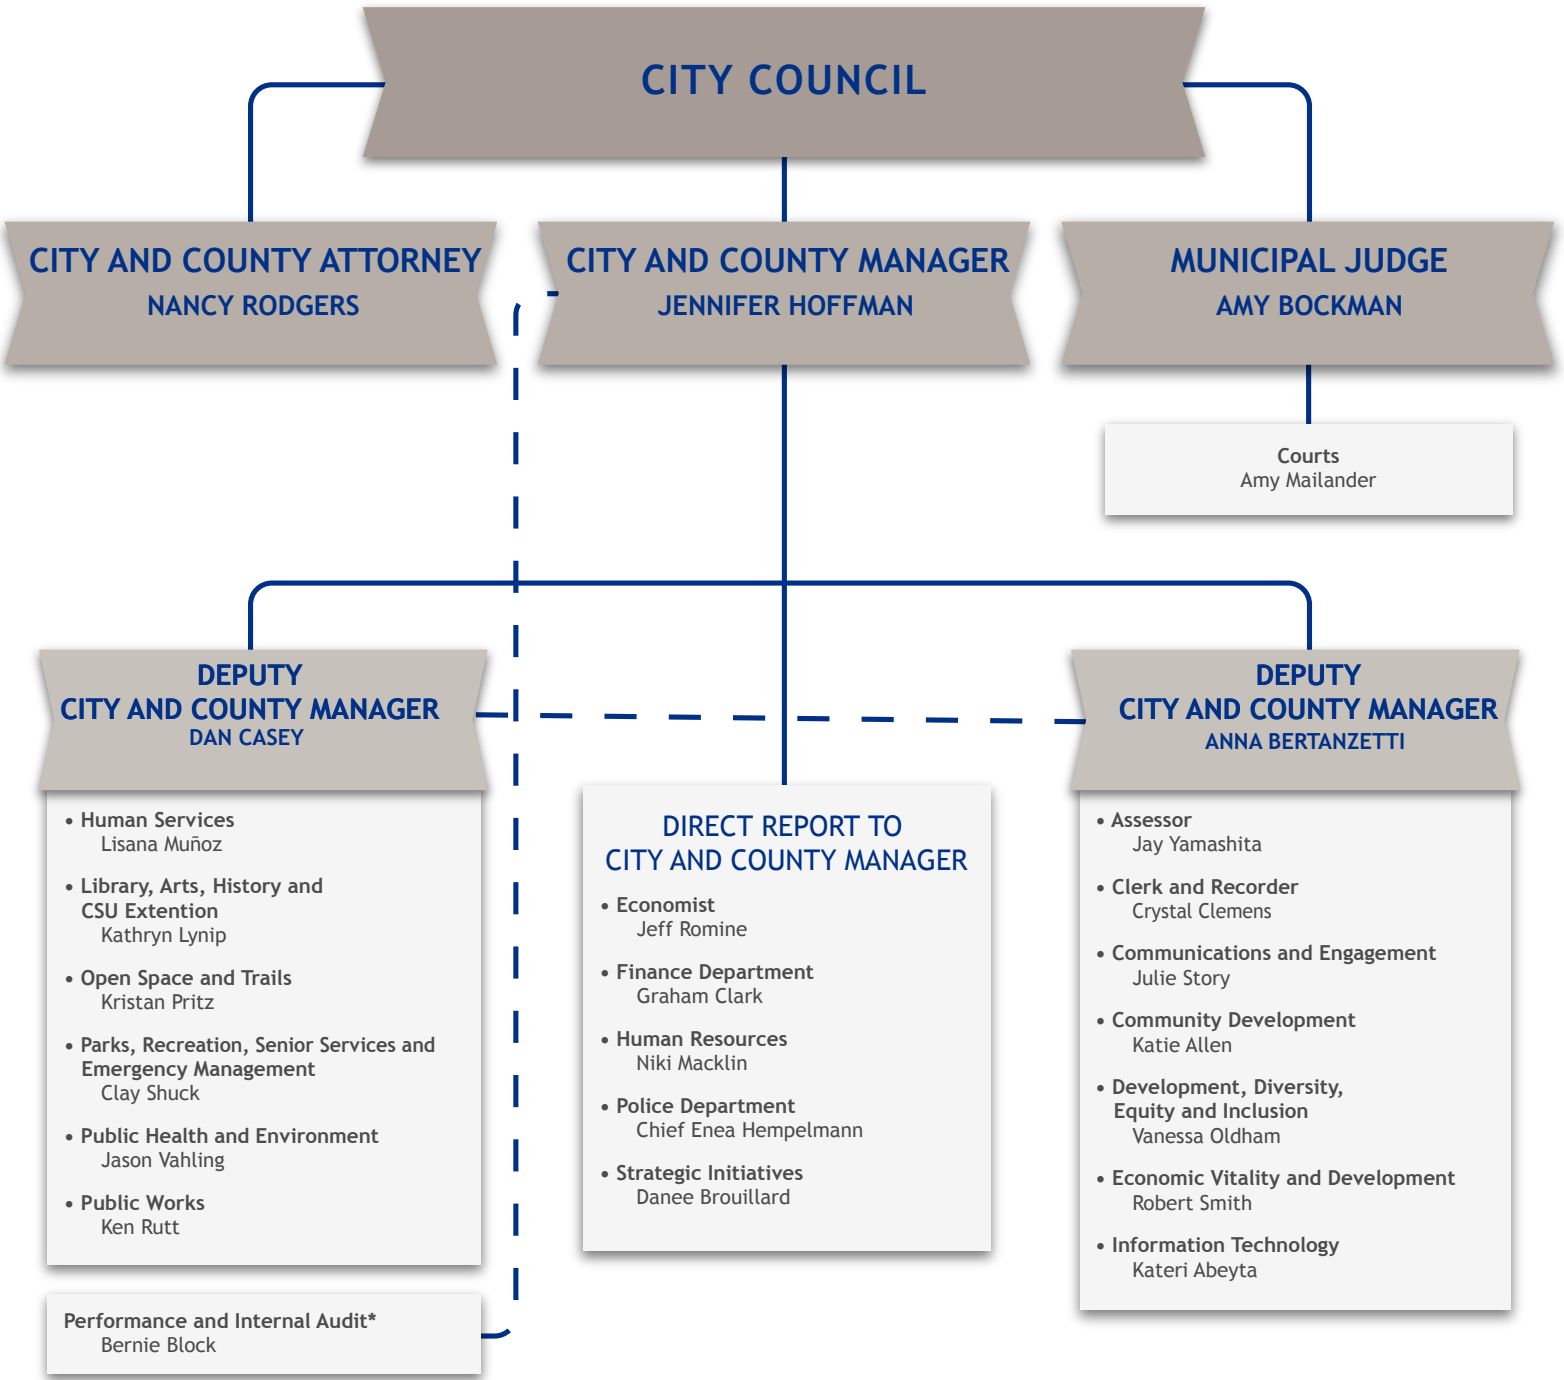 CITY COUNCIL
CITY AND COUNTY ATTORNEY
NANCY RODGERS
CITY AND COUNTY MANAGER
JENNIFER HOFFMAN
MUNICIPAL JUDGE
AMY BOCKMAN
Courts
Amy Mailander
DEPUTY
CITY AND COUNTY MANAGER
DAN CASEY
• Human Services
Lisana Muñoz
• Library, Arts, History and
CSU Extention
Kathryn Lynip
• Open Space and Trails
Kristan Pritz
• Parks, Recreation, Senior Services and
Emergency Management
Clay Shuck
• Public Health and Environment
Jason Vahling
• Public Works
Ken Rutt
Performance and Internal Audit*
Bernie Block
DIRECT REPORT TO
CITY AND COUNTY MANAGER
• Economist
Jeff Romine
• Finance Department
Graham Clark
• Human Resources
Niki Macklin
• Police Department
Chief Enea Hempelmann
• Strategic Initiatives
Danee Brouillard
DEPUTY
CITY AND COUNTY MANAGER
ANNA BERTANZETTI
• Assessor
Jay Yamashita
• Clerk and Recorder
Crystal Clemens
• Communications and Engagement
Julie Story
• Community Development
Katie Allen
• Development, Diversity,
Equity and Inclusion
Vanessa Oldham
• Economic Vitality and Development
Robert Smith
• Information Technology
Kateri Abeyta